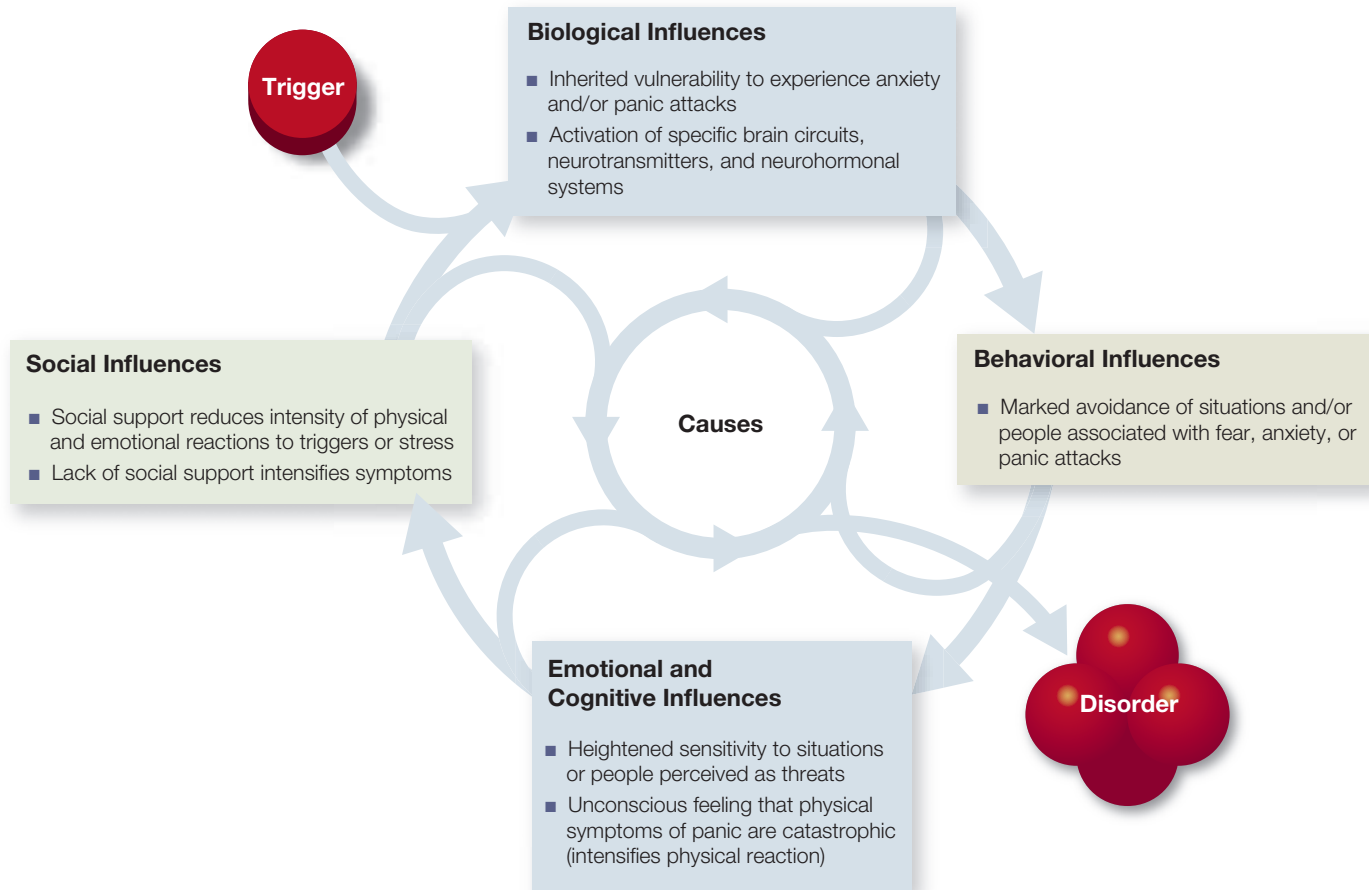 Trigger
Biological Influences
■ Inherited vulnerability to experience anxiety
and/or panic attacks
■ Activation of specific brain circuits,
neurotransmitters, and neurohormonal
systems
Social Influences
■ Social support reduces intensity of physical
and emotional reactions to triggers or stress
■ Lack of social support intensifies symptoms
Causes
Behavioral Influences
■ Marked avoidance of situations and/or
people associated with fear, anxiety, or
panic attacks
Emotional and
Cognitive Influences
■ Heightened sensitivity to situations
or people perceived as threats
■ Unconscious feeling that physical
symptoms of panic are catastrophic
(intensifies physical reaction)
Disorder